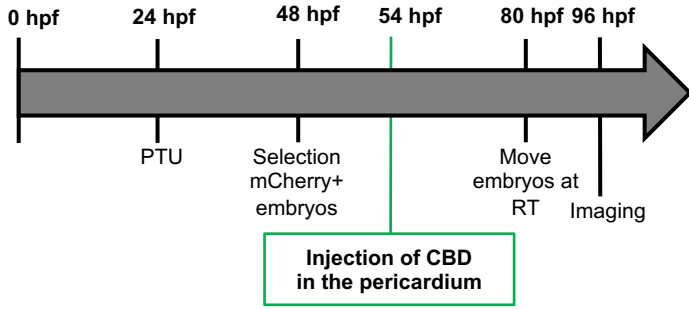 0 hpf 24 hpf 48 hpf 54 hpf 80 hpf 96 hpf
PTU
Selection
mCherry+
embryos
Move
embryos at
RT
Imaging
Injection of CBD
in the pericardium